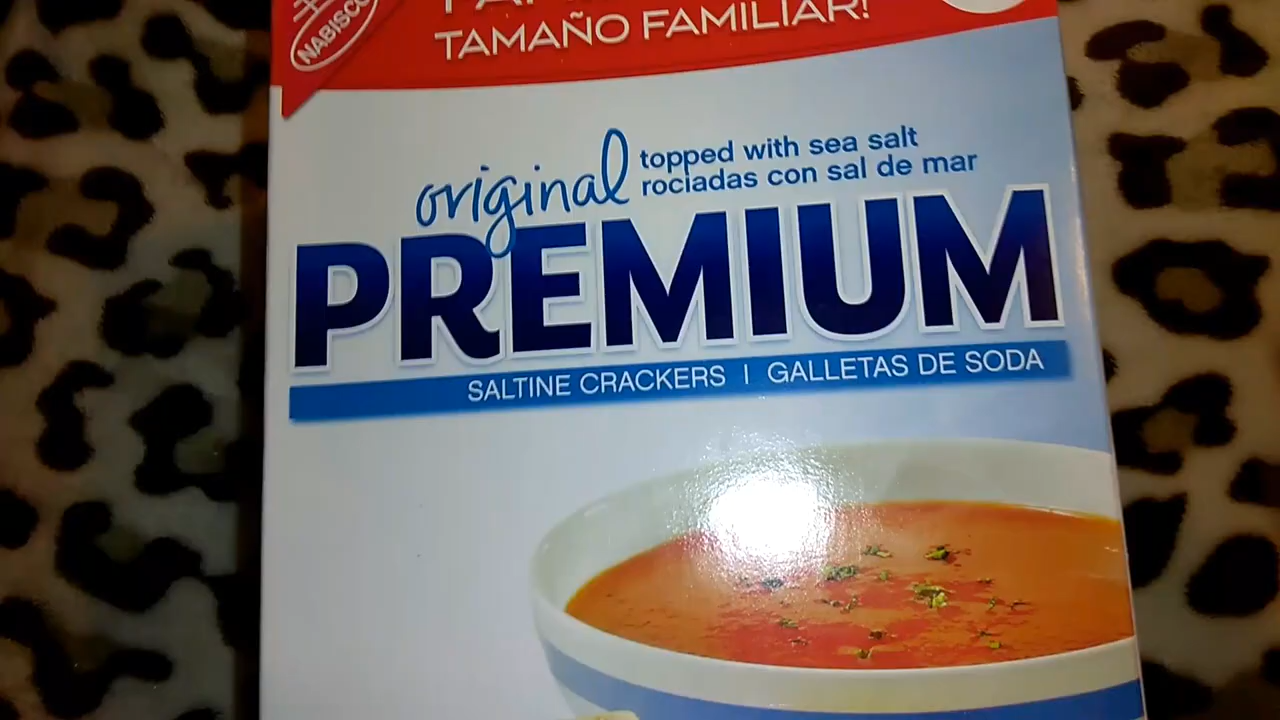 NABISCO
TAMAÑO FAMILIAR!
original
topped with sea salt
rociadas con sal de mar
PREMIUM
SALTINE CRACKERS | GALLETAS DE SODA